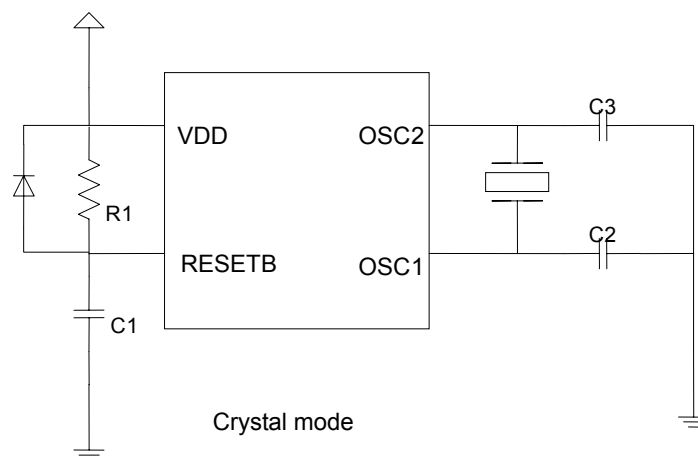 C3
VDD
OSC2
R1
C2
RESETB
OSC1
C1
Crystal mode